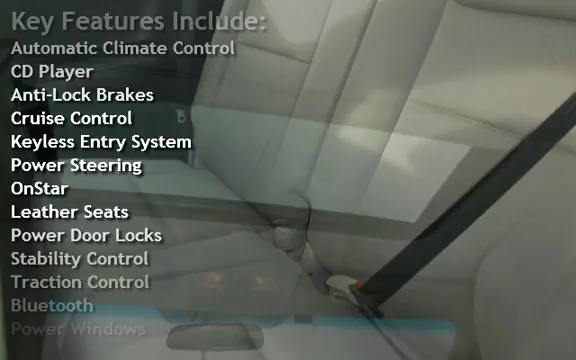 Key Features Include:
Automatic Climate Control
CD Player
Anti-Lock Brakes
Cruise Control
Keyless Entry System
Power Steering
OnStar
Leather Seats
Power Door Locks
Stability Control
Traction Control
Bluetooth
Power Windows